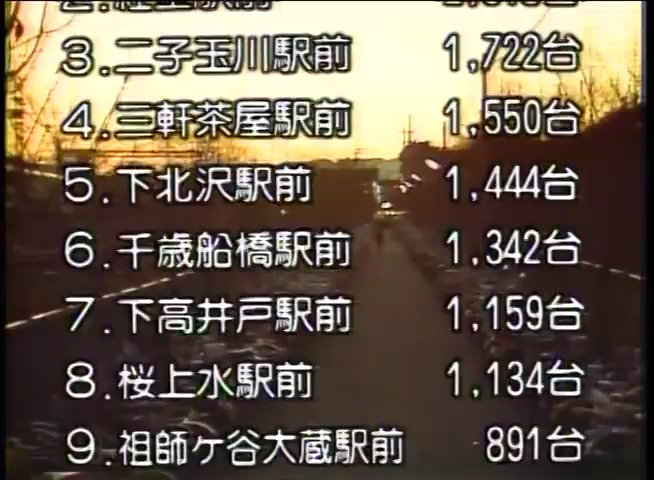 3.二子玉川駅前 1,722台
4.三軒茶屋駅前 1,550台
5.下北沢駅前 1,444台
6.千歳船橋駅前 1,342台
7.下高井戸駅前 1,159台
8.桜上水駅前 1,134台
9.祖師ケ谷大蔵駅前 891台